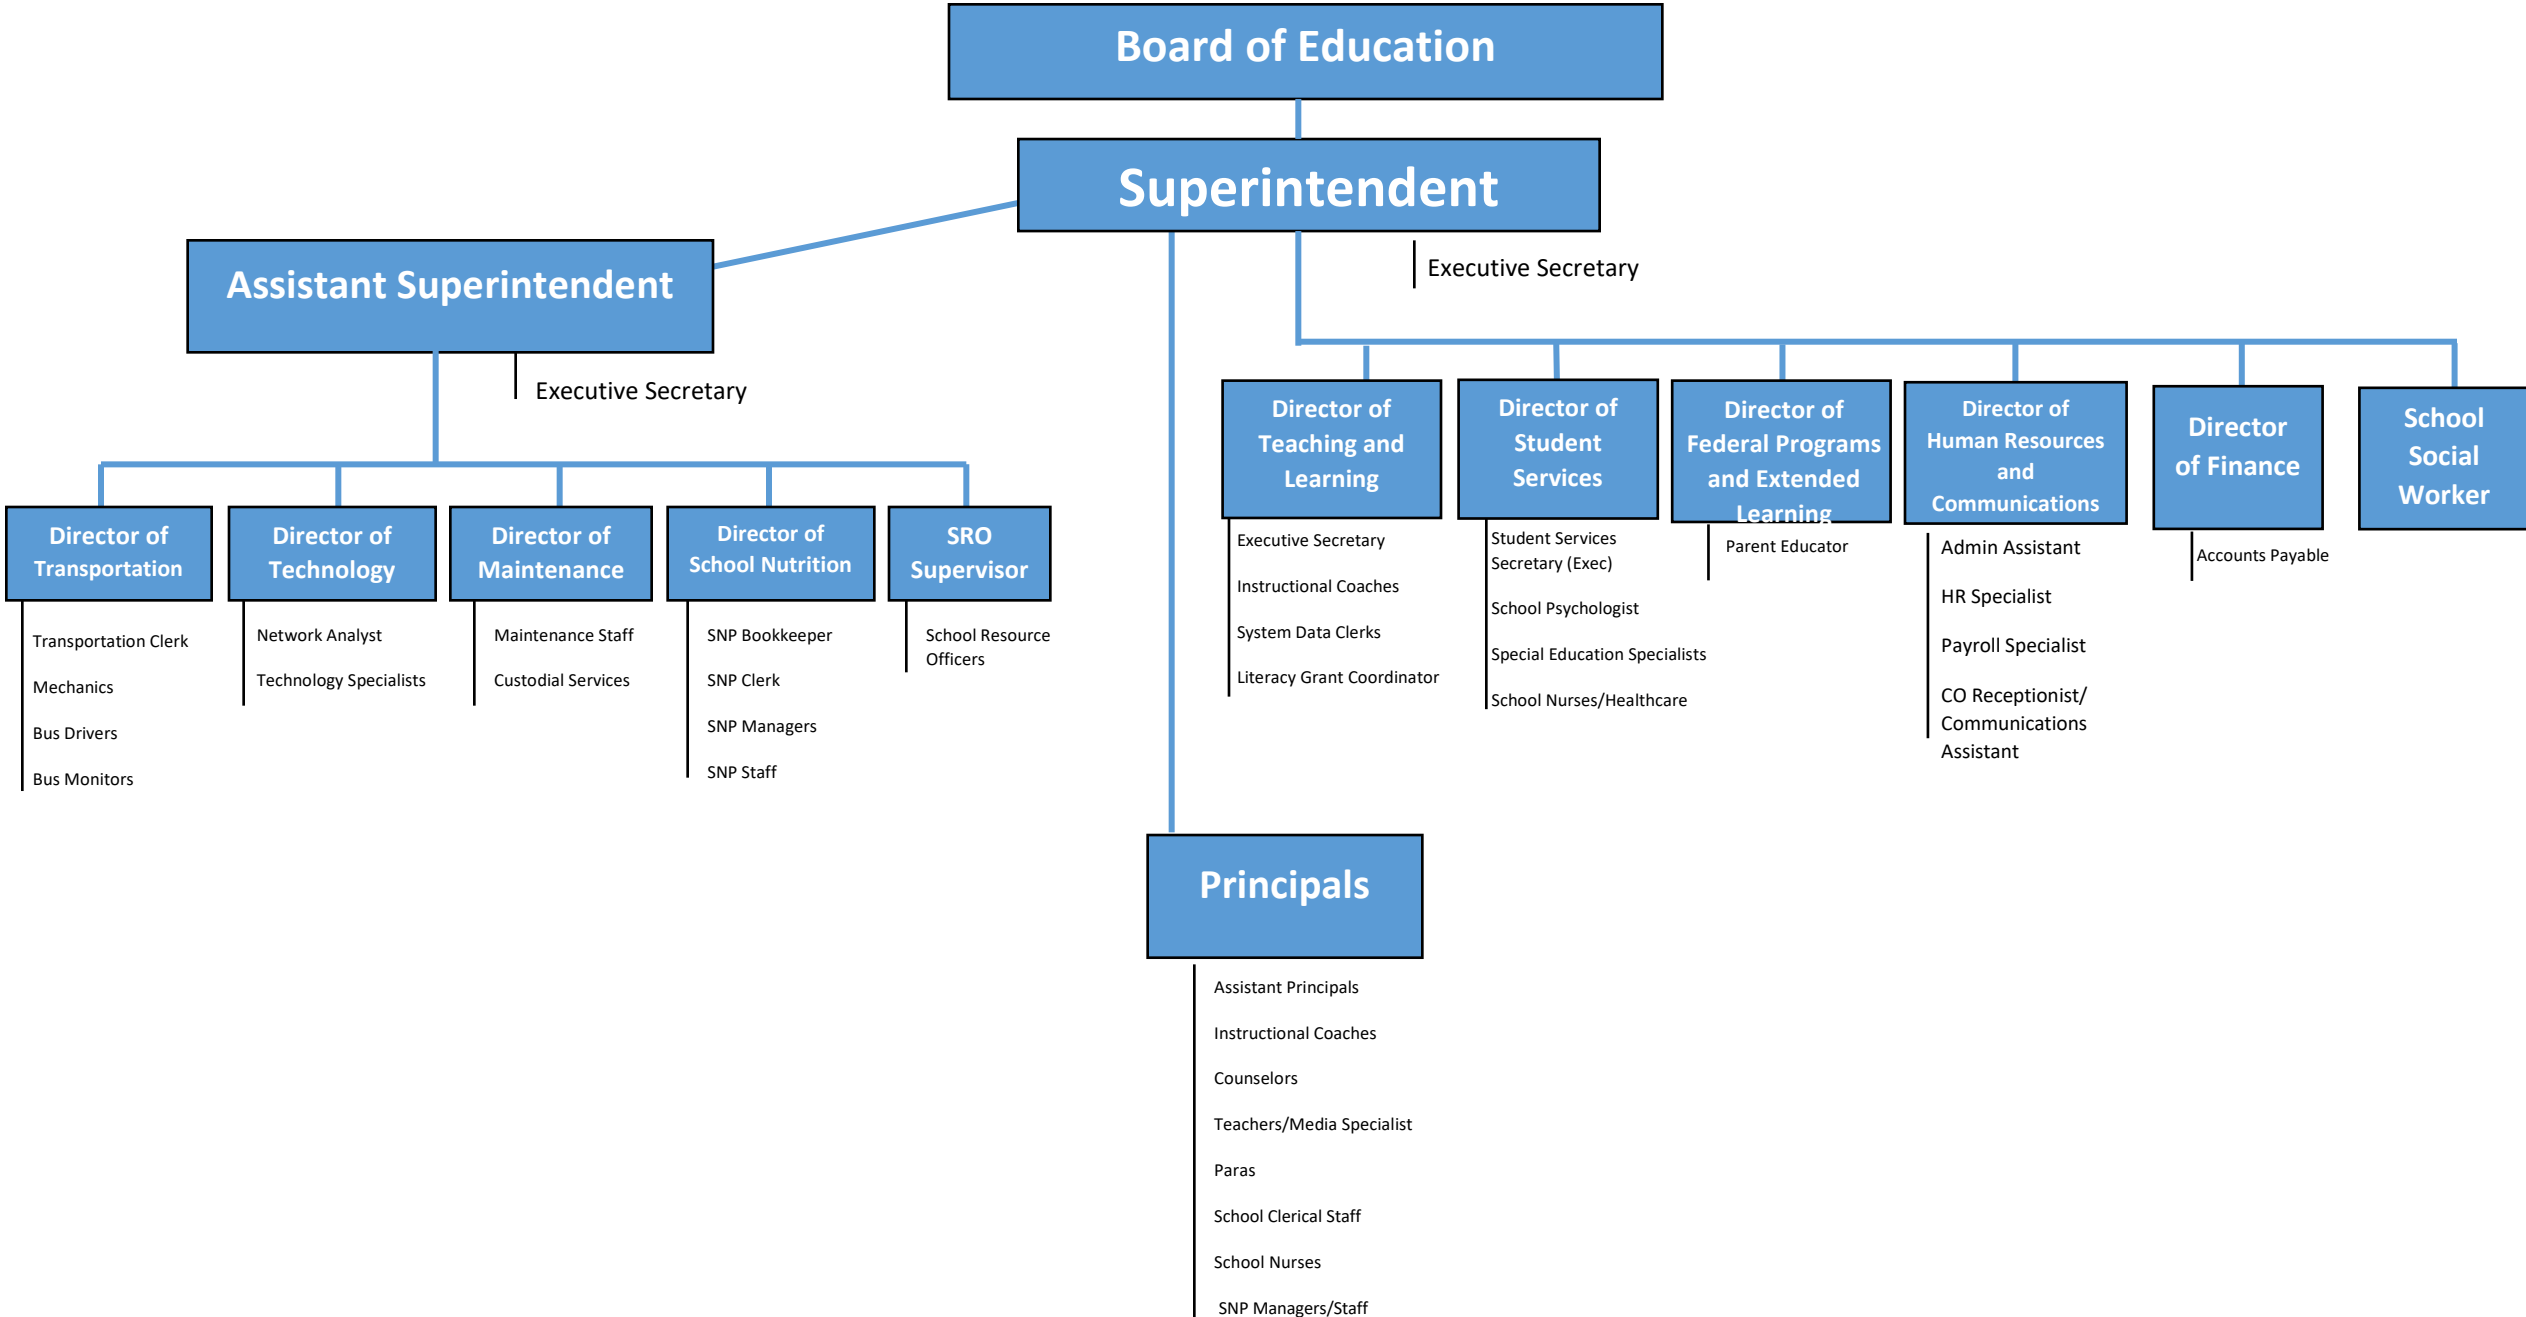 Board of Education
Superintendent
Executive Secretary
Assistant Superintendent
Executive Secretary
Director of
Transportation
Transportation Clerk
Mechanics
Bus Drivers
Bus Monitors
Director of
Technology
Network Analyst
Technology Specialists
Director of
Maintenance
Maintenance Staff
Custodial Services
Director of
School Nutrition
SNP Bookkeeper
SNP Clerk
SNP Managers
SNP Staff
SRO
Supervisor
School Resource
Officers
Director of
Teaching and
Learning
Executive Secretary
Instructional Coaches
System Data Clerks
Literacy Grant Coordinator
Director of
Student
Services
Student Services
Secretary (Exec)
School Psychologist
Special Education Specialists
School Nurses/Healthcare
Director of
Federal Programs
and Extended
Learning
Parent Educator
Director of
Human Resources
and
Communications
Admin Assistant
HR Specialist
Payroll Specialist
CO Receptionist/
Communications
Assistant
Director
of Finance
Accounts Payable
School
Social
Worker
Principals
Assistant Principals
Instructional Coaches
Counselors
Teachers/Media Specialist
Paras
School Clerical Staff
School Nurses
SNP Managers/Staff